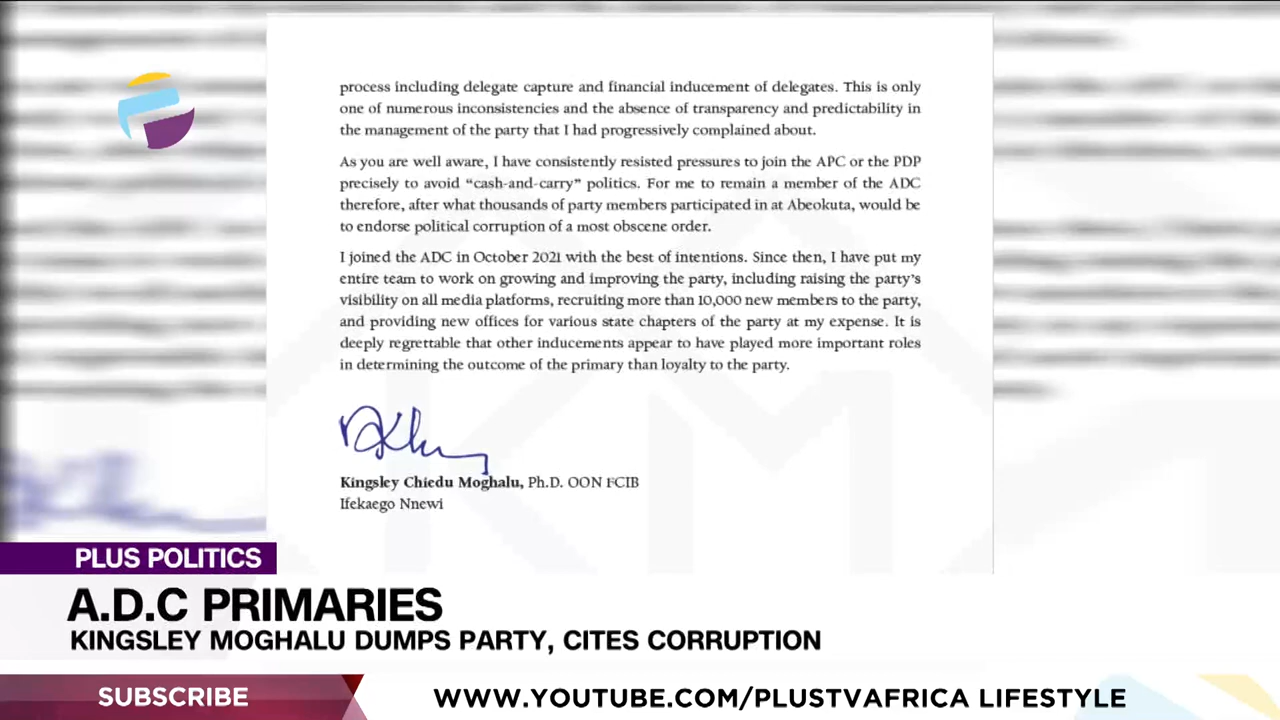 process including delegate capture and financial inducement of delegates. This is only
one of numerous inconsistencies and the absence of transparency and predictability in
the management of the party that I had progressively complained about.
As you are well aware, I have consistently resisted pressures to join the APC or the PDP
precisely to avoid “cash-and-carry” politics. For me to remain a member of the ADC
therefore, after what thousands of party members participated in at Abeokuta, would be
to endorse political corruption of a most obscene order.
I joined the ADC in October 2021 with the best of intentions. Since then, I have put my
entire team to work on growing and improving the party, including raising the party’s
visibility on all media platforms, recruiting more than 10,000 new members to the party,
and providing new offices for various state chapters of the party at my expense. It is
deeply regrettable that other inducements appear to have played more important roles
in determining the outcome of the primary than loyalty to the party.
Kingsley Chiedu Moghalu, Ph.D. OON FCIB
Ifekaego Nnewi
PLUS POLITICS
A.D.C PRIMARIES
KINGSLEY MOGHALU DUMPS PARTY, CITES CORRUPTION
SUBSCRIBE
WWW.YOUTUBE.COM/PLUSTVAFRICA LIFESTYLE